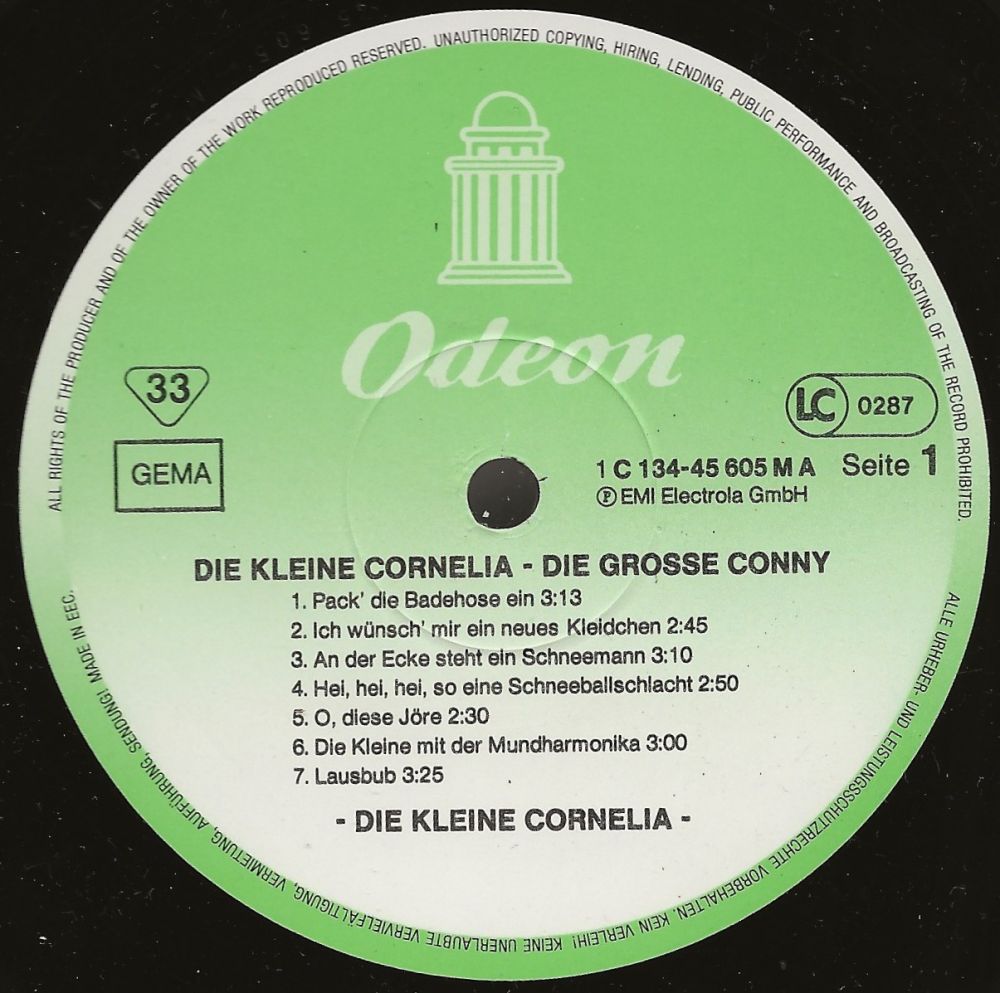 ALL RIGHTS OF THE PRODUCER AND OF THE OWNER OF THE WORK REPRODUCED RESERVED. UNAUTHORIZED COPYING, HIRING, LENDING, PUBLIC PERFORMANCE AND BROADCASTING OF THE RECORD PROHIBITED.
Odeon
33
LC 0287
GEMA
1 C 134-45 605 M A Seite 1
Ⓟ EMI Electrola GmbH
DIE KLEINE CORNELIA - DIE GROSSE CONNY
1. Pack' die Badehose ein 3:13
2. Ich wünsch' mir ein neues Kleidchen 2:45
3. An der Ecke steht ein Schneemann 3:10
4. Hei, hei, hei, so eine Schneeballschlacht 2:50
5. O, diese Jöre 2:30
6. Die Kleine mit der Mundharmonika 3:00
7. Lausbub 3:25
- DIE KLEINE CORNELIA -
ALLE URHEBER- UND LEISTUNGSSCHUTZRECHTE VORBEHALTEN. KEIN VERLEIH! KEINE UNERLAUBTE VERVIELFÄLTIGUNG, VERMIETUNG, AUFFÜHRUNG, SENDUNG! MADE IN EEC.